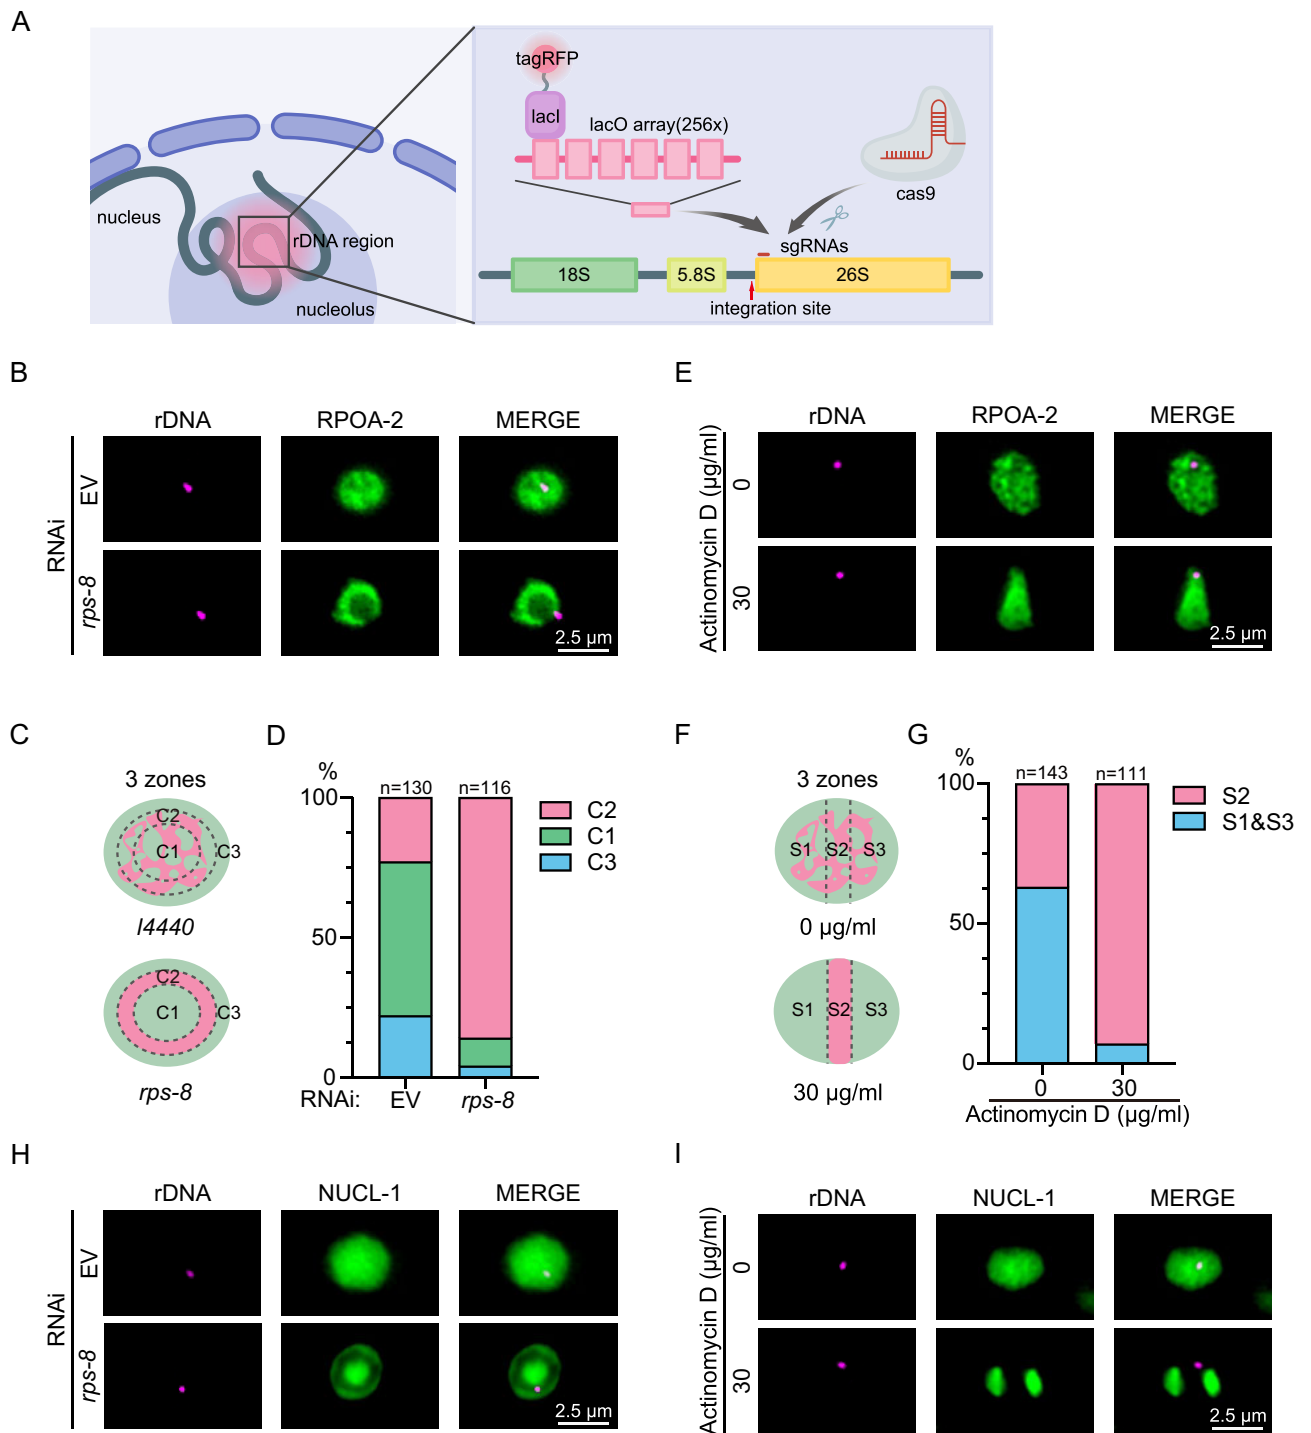 A
tagRFP
lacI
lacO array(256x)
cas9
nucleus
rDNA region
nucleolus
sgRNAs
18S
5.8S
26S
integration site
B
rDNA
RPOA-2
MERGE
RNAi
EV
rps-8
2.5 µm
E
rDNA
RPOA-2
MERGE
Actinomycin D (µg/ml)
0
30
2.5 µm
C
3 zones
C2
C1
C3
l4440
C2
C1
C3
rps-8
D
%
n=130
n=116
100
50
0
C2
C1
C3
RNAi:
EV
rps-8
F
3 zones
S1
S2
S3
0 µg/ml
S1
S2
S3
30 µg/ml
G
%
n=143
n=111
100
50
0
S2
S1&S3
0
30
Actinomycin D (µg/ml)
H
rDNA
NUCL-1
MERGE
RNAi
EV
rps-8
2.5 µm
I
rDNA
NUCL-1
MERGE
Actinomycin D (µg/ml)
0
30
2.5 µm